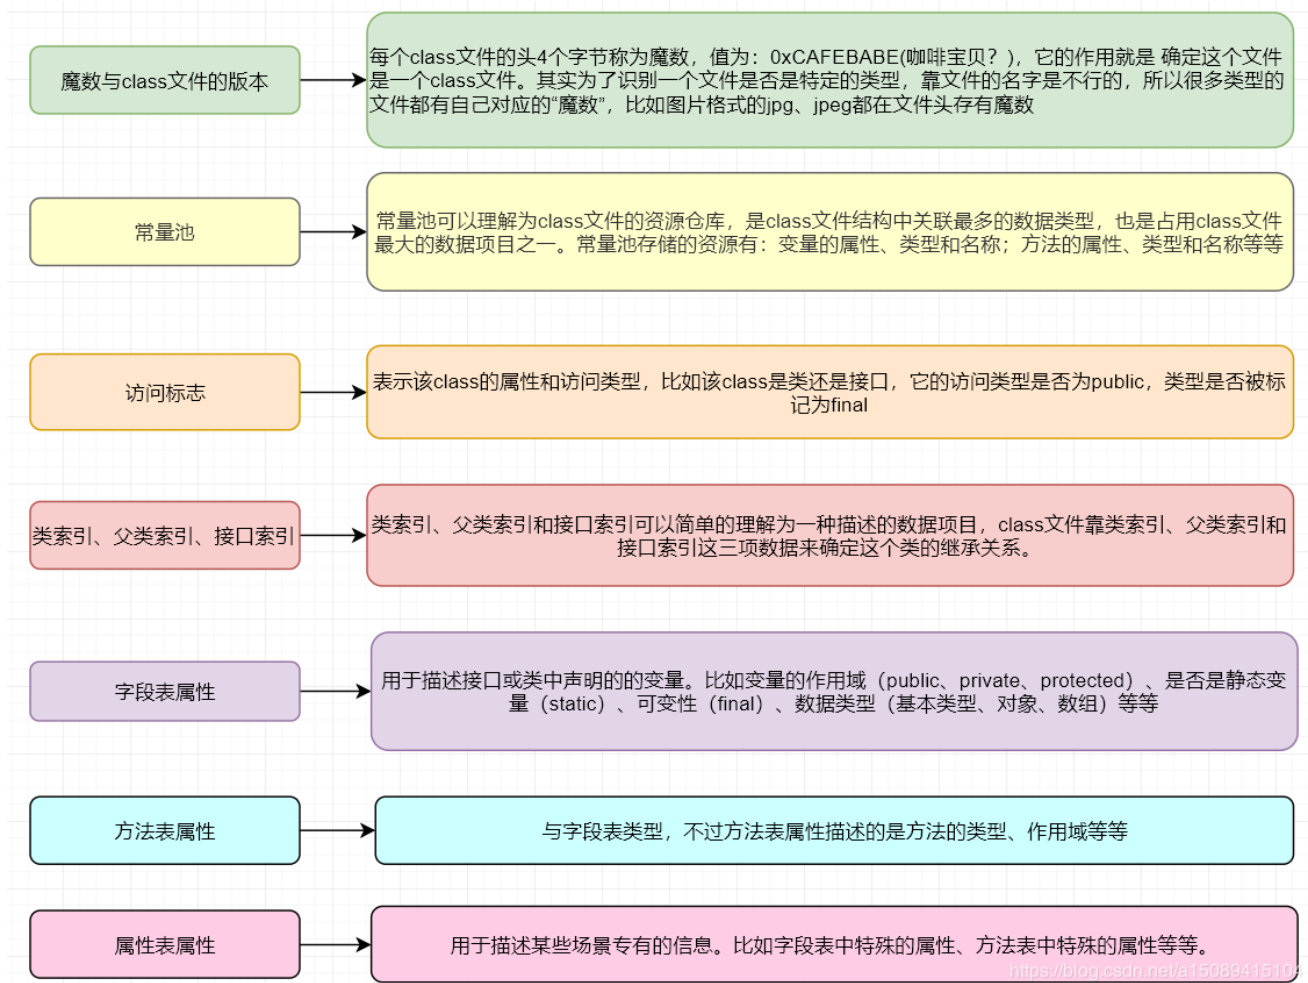 魔数与class文件的版本
每个class文件的头4个字节称为魔数，值为：0xCAFEBABE(咖啡宝贝？)，它的作用就是 确定这个文件
是一个class文件。其实为了识别一个文件是否是特定的类型，靠文件的名字是不行的，所以很多类型的
文件都有自己对应的“魔数”，比如图片格式的jpg、jpeg都在文件头存有魔数
常量池
常量池可以理解为class文件的资源仓库，是class文件结构中关联最多的数据类型，也是占用class文件
最大的数据项目之一。常量池存储的资源有：变量的属性、类型和名称；方法的属性、类型和名称等等
访问标志
表示该class的属性和访问类型，比如该class是类还是接口，它的访问类型是否为public，类型是否被标
记为final
类索引、父类索引、接口索引
类索引、父类索引和接口索引可以简单的理解为一种描述的数据项目，class文件靠类索引、父类索引和
接口索引这三项数据来确定这个类的继承关系。
字段表属性
用于描述接口或类中声明的的变量。比如变量的作用域（public、private、protected）、是否是静态变
量（static）、可变性（final）、数据类型（基本类型、对象、数组）等等
方法表属性
与字段表类型，不过方法表属性描述的是方法的类型、作用域等等
属性表属性
用于描述某些场景专有的信息。比如字段表中特殊的属性、方法表中特殊的属性等等。
https://blog.csdn.net/a15089415104